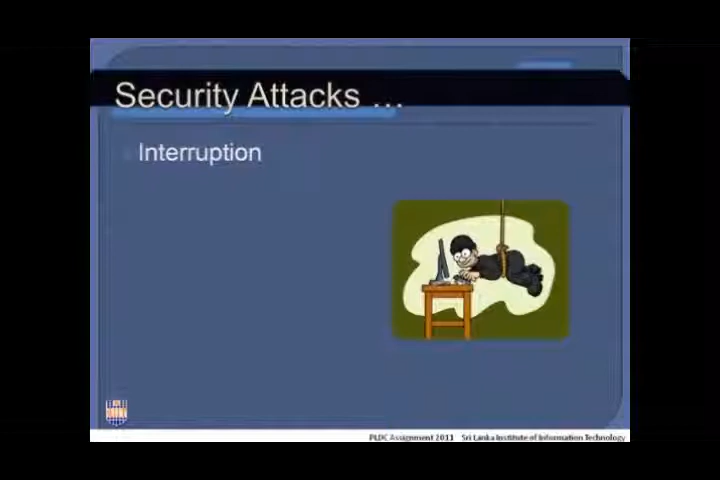 Security Attacks ...
Interruption
PLDC Assignment 2011 Sri Lanka Institute of Information Technology